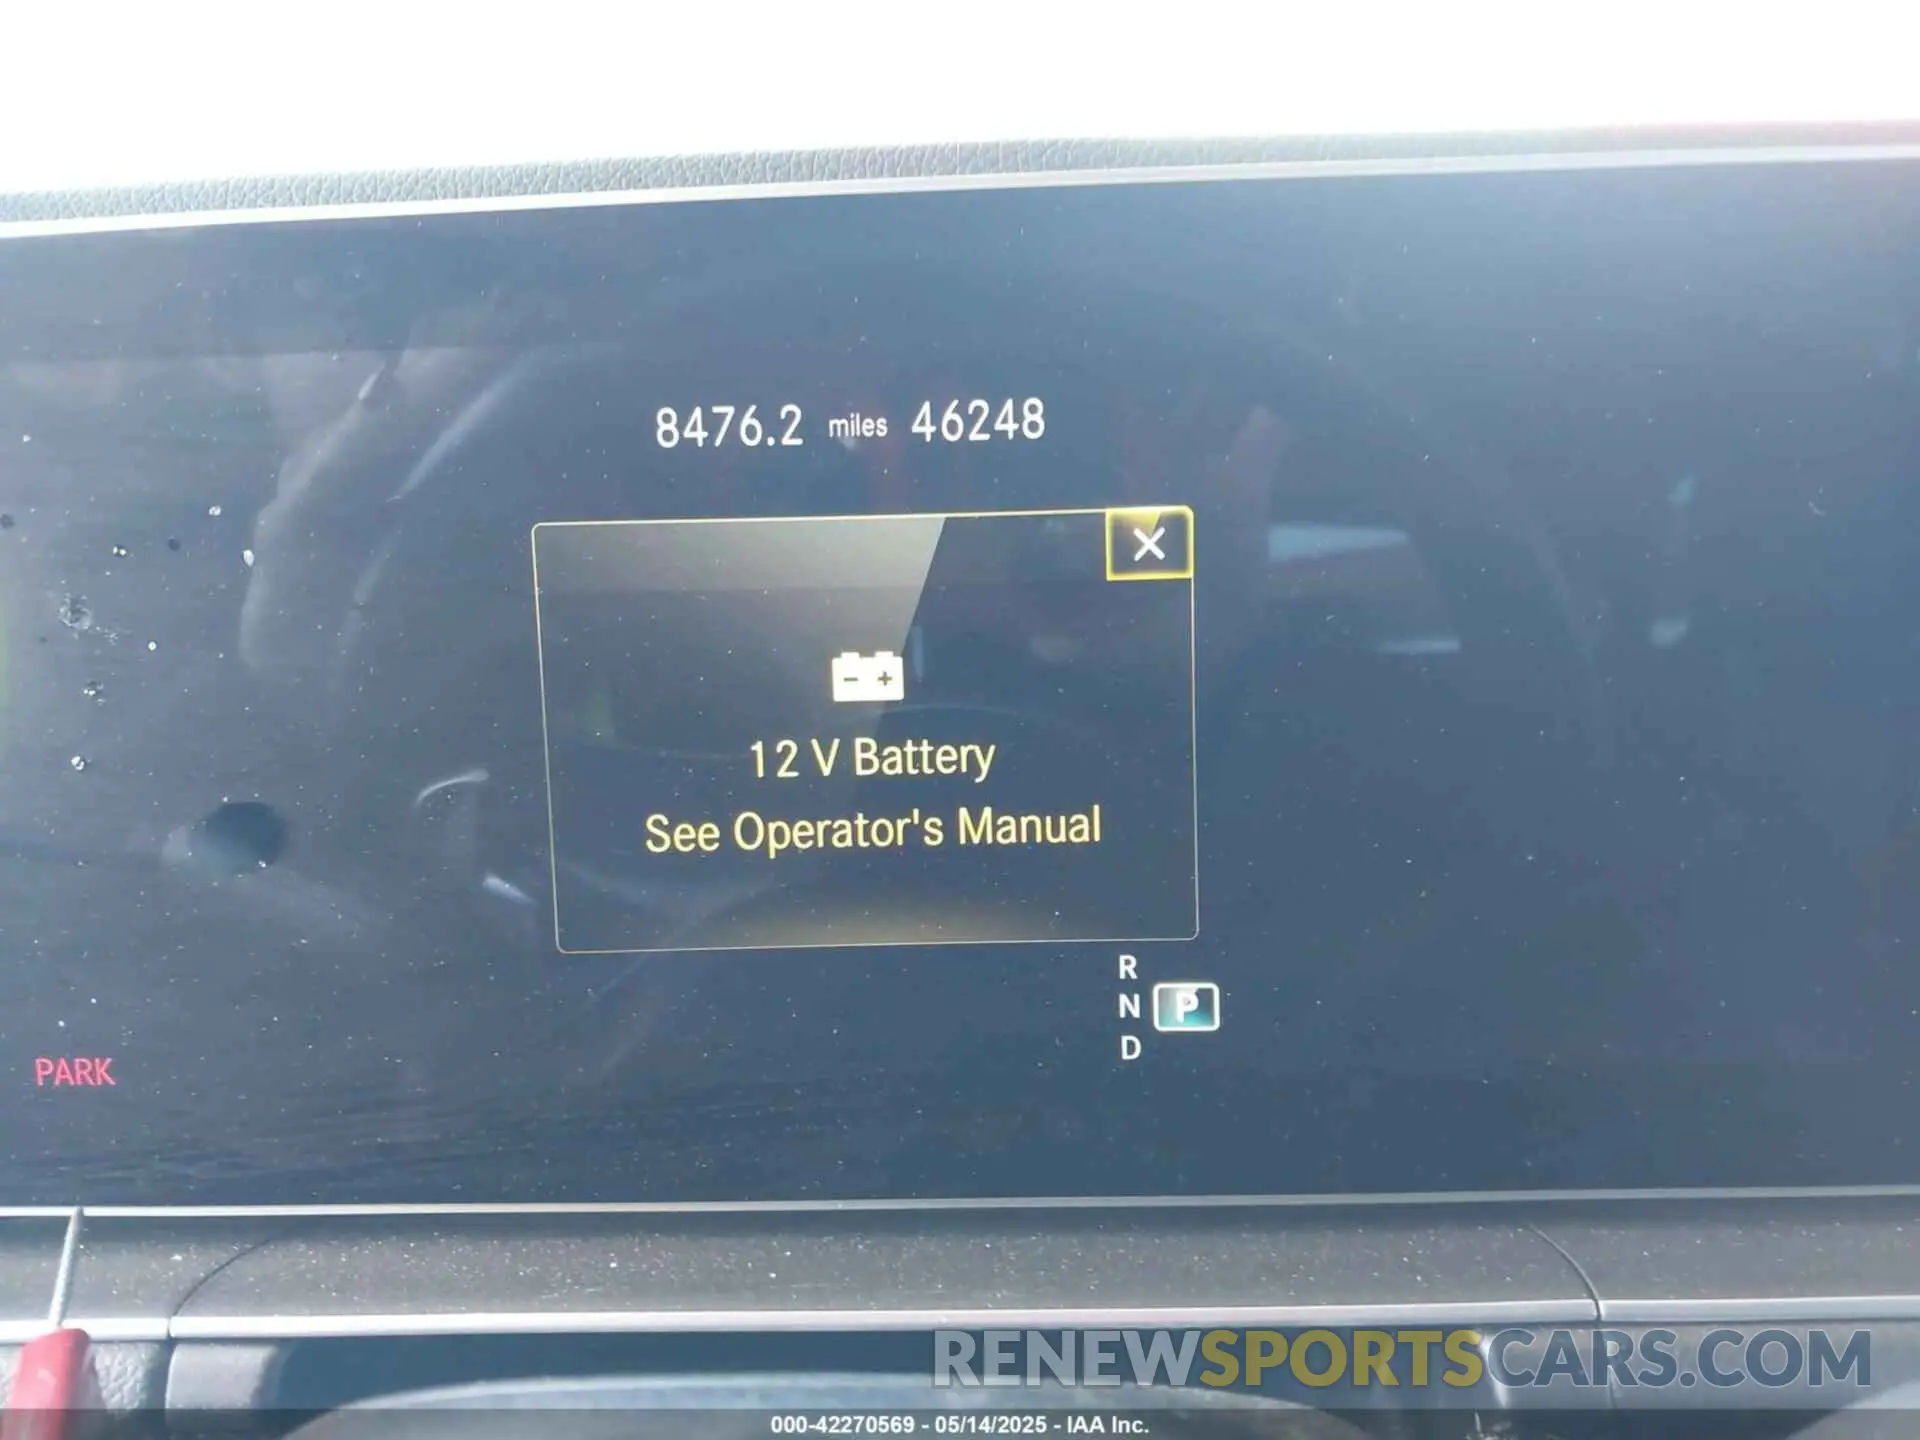 8476.2 miles 46248
12 V Battery
See Operator's Manual
R
N P
D
PARK
RENEWSPORTSCARS.COM
000-42270569 - 05/14/2025 - IAA Inc.